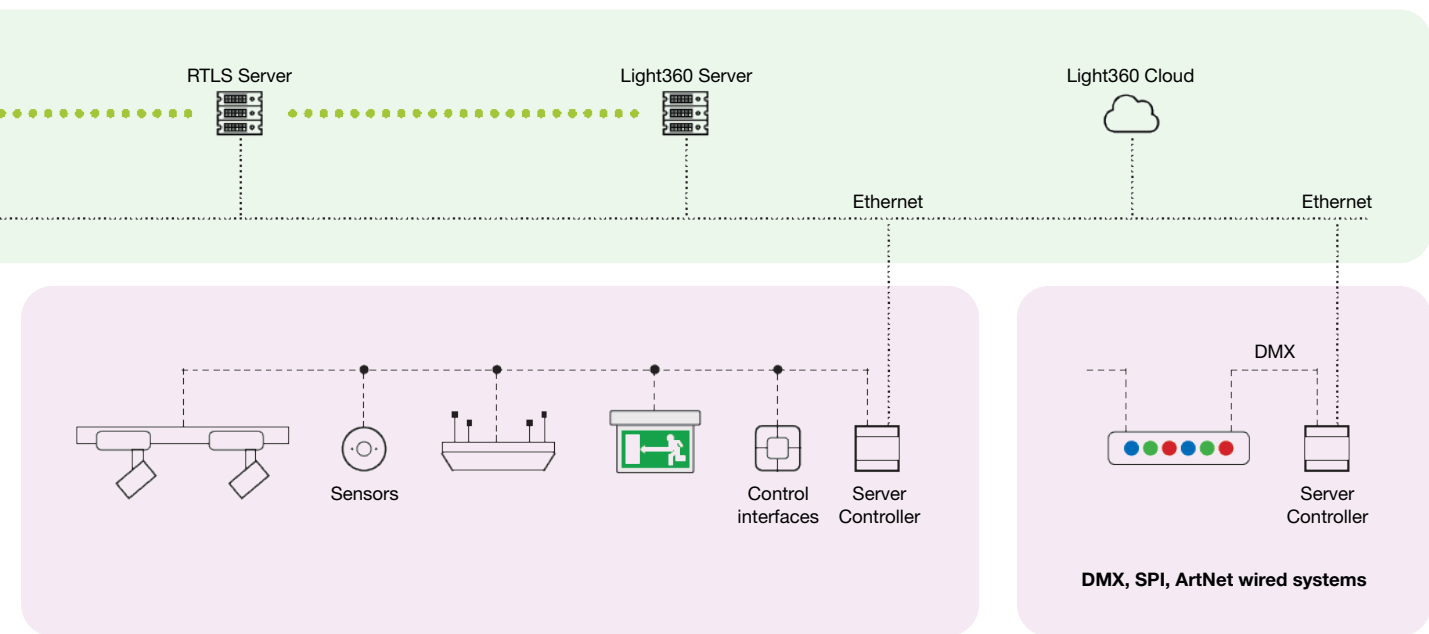 RTLS Server
Light360 Server
Light360 Cloud
Ethernet
Ethernet
DMX
Sensors
Control
interfaces
Server
Controller
Server
Controller
DMX, SPI, ArtNet wired systems